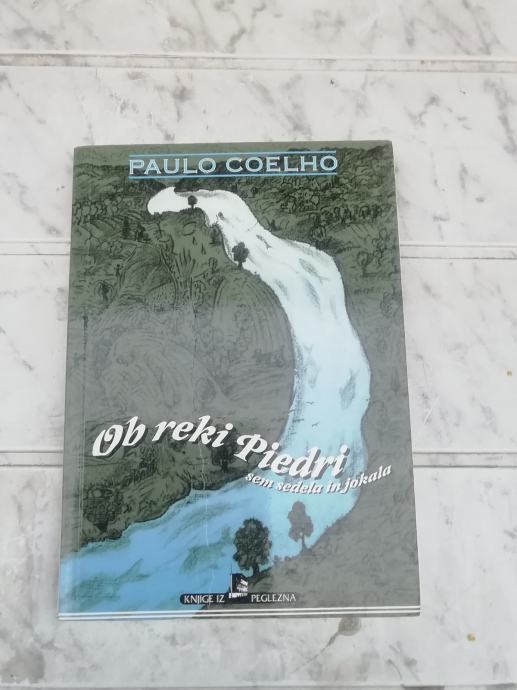 PAULO COELHO
Ob reki Piedri
sem sedela in jokala
KNJIGE IZ PEGLEZNA